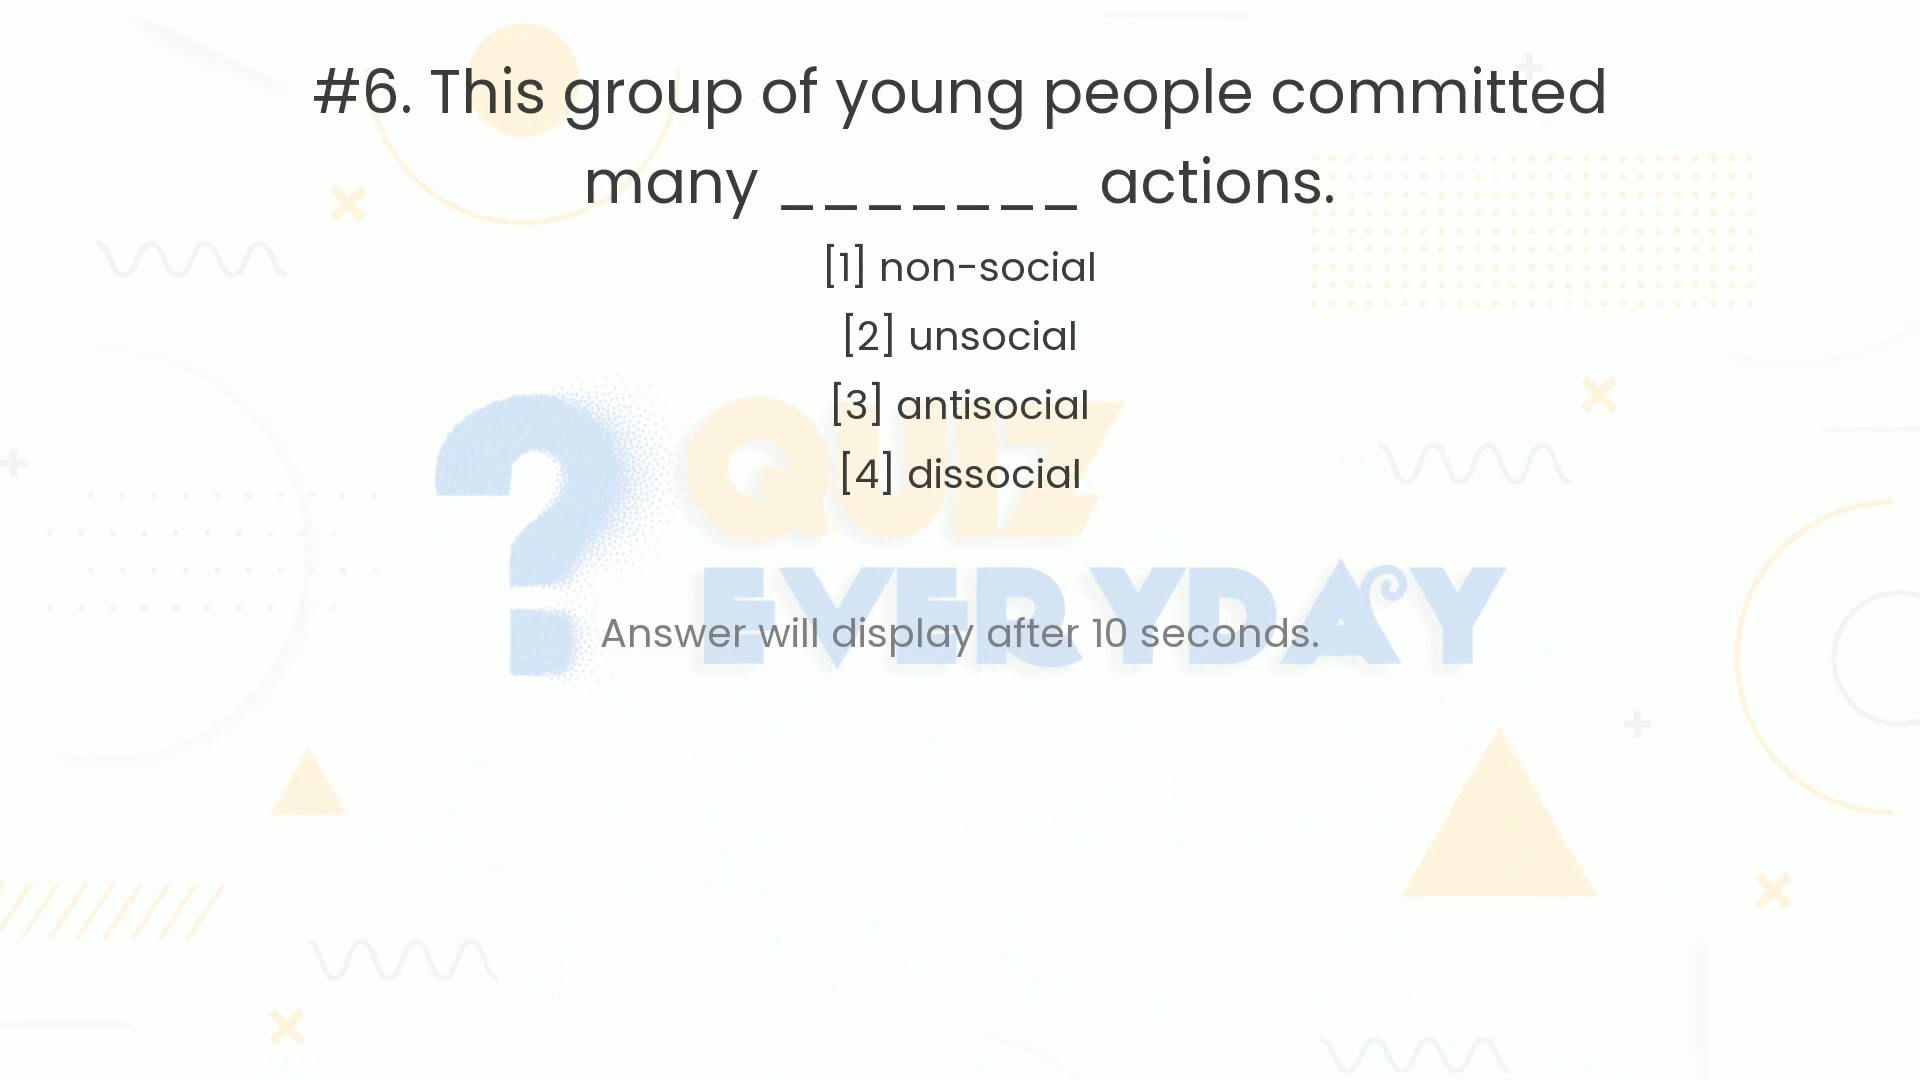 #6. This group of young people committed
many _______ actions.
[1] non-social
[2] unsocial
[3] antisocial
[4] dissocial
? QUIZ
EVERYDAY
Answer will display after 10 seconds.